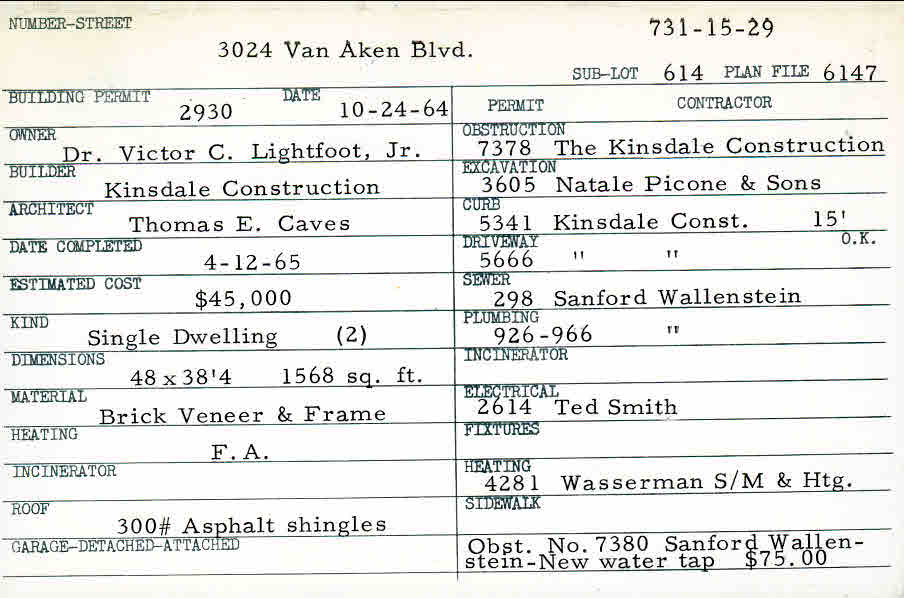 NUMBER-STREET 731-15-29
3024 Van Aken Blvd.
SUB-LOT 614 PLAN FILE 6147
BUILDING PERMIT DATE
2930 10-24-64
OWNER
Dr. Victor C. Lightfoot, Jr.
BUILDER
Kinsdale Construction
ARCHITECT
Thomas E. Caves
DATE COMPLETED
4-12-65
ESTIMATED COST
$45,000
KIND
Single Dwelling (2)
DIMENSIONS
48 x 38'4 1568 sq. ft.
MATERIAL
Brick Veneer & Frame
HEATING
F. A.
INCINERATOR
ROOF
300# Asphalt shingles
GARAGE-DETACHED-ATTACHED
PERMIT CONTRACTOR
OBSTRUCTION
7378 The Kinsdale Construction
EXCAVATION
3605 Natale Picone & Sons
CURB
5341 Kinsdale Const. 15'
DRIVEWAY O.K.
5666 " "
SEWER
298 Sanford Wallenstein
PLUMBING
926-966 "
INCINERATOR
ELECTRICAL
2614 Ted Smith
FIXTURES
HEATING
4281 Wasserman S/M & Htg.
SIDEWALK
Obst. No. 7380 Sanford Wallen-
stein-New water tap $75.00